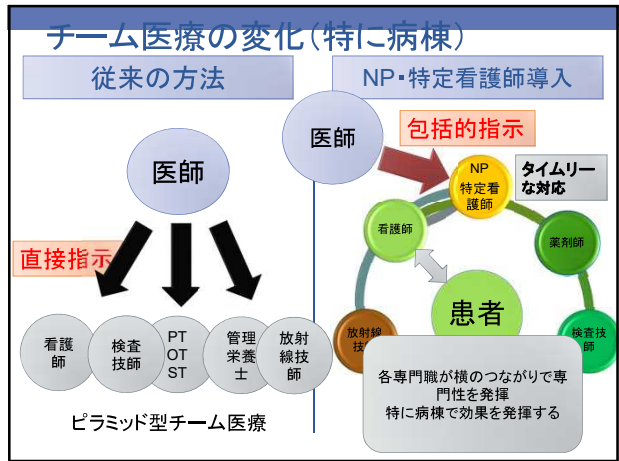 チーム医療の変化（特に病棟）
従来の方法
NP・特定看護師導入
医師
直接指示
看護
師
検査
技師
PT
OT
ST
管理
栄養
士
放射
線技
師
ピラミッド型チーム医療
医師
包括的指示
NP
特定看
護師
タイムリー
な対応
看護師
薬剤師
患者
放射線
検査技
師
各専門職が横のつながりで専
門性を発揮
特に病棟で効果を発揮する